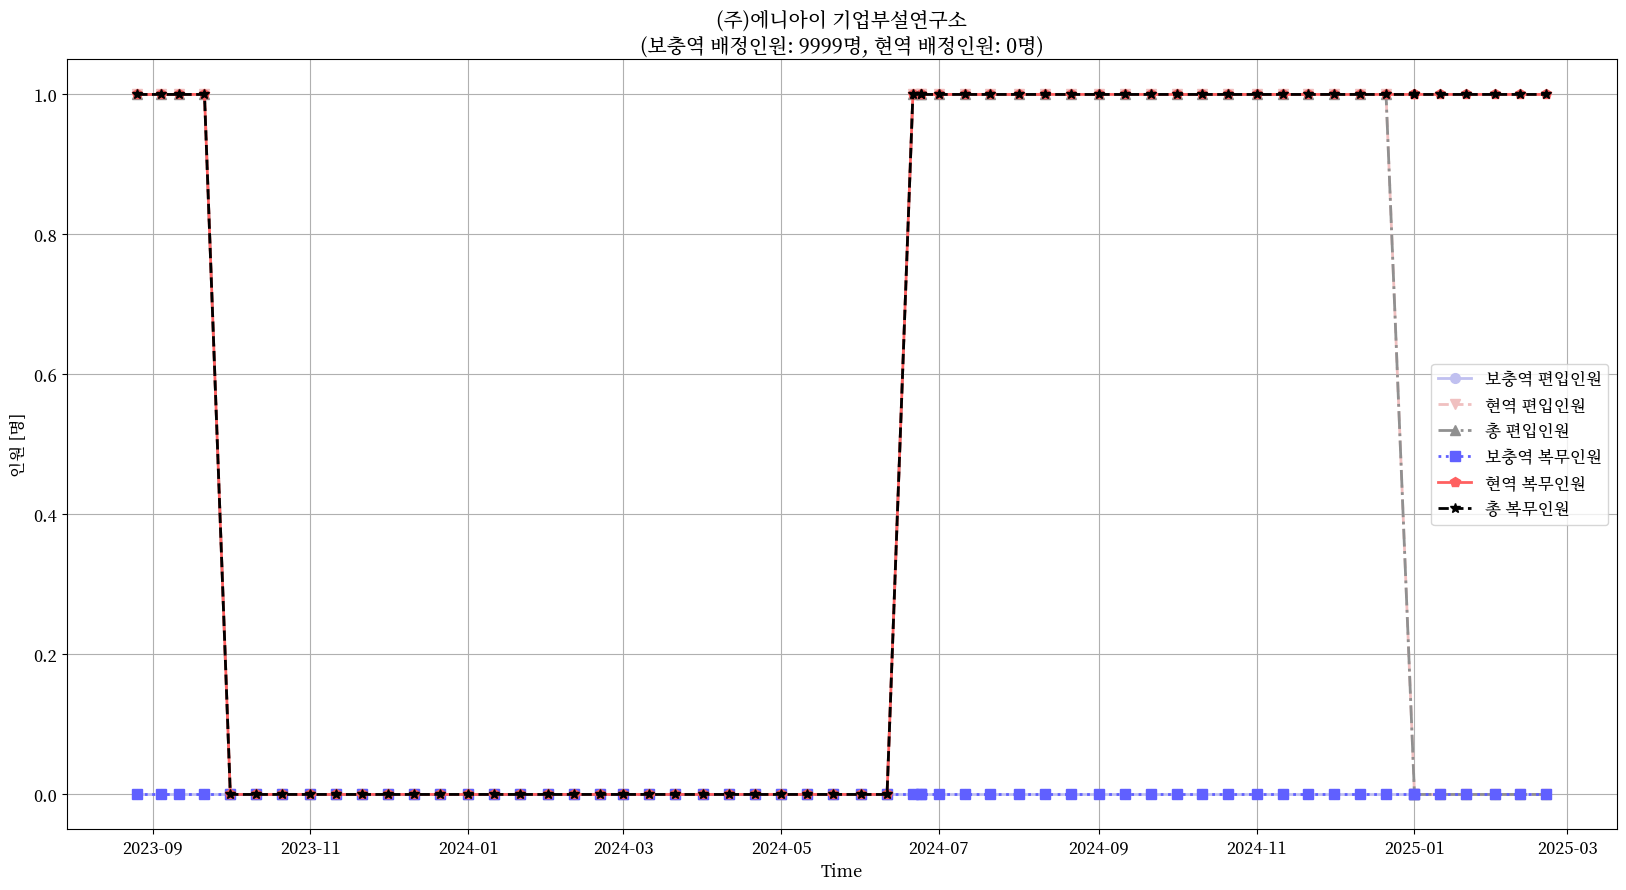 (주)에니아이 기업부설연구소
(보충역 배정인원: 9999명, 현역 배정인원: 0명)
1.0
0.8
0.6
0.4
0.2
0.0
인원 [명]
보충역 편입인원
현역 편입인원
총 편입인원
보충역 복무인원
현역 복무인원
총 복무인원
2023-09
2023-11
2024-01
2024-03
2024-05
2024-07
2024-09
2024-11
2025-01
2025-03
Time